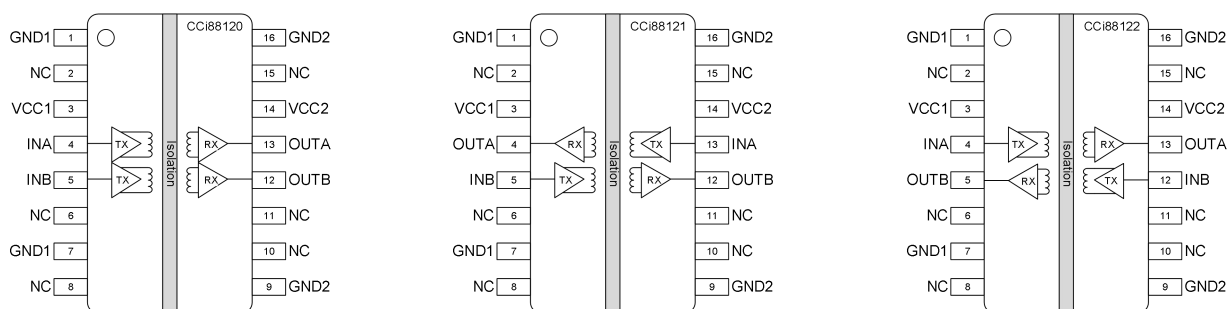 CCi88120
GND1 1 16 GND2
NC 2 15 NC
VCC1 3 14 VCC2
INA 4 TX RX 13 OUTA
INB 5 TX RX 12 OUTB
NC 6 11 NC
GND1 7 10 NC
NC 8 9 GND2
Isolation
CCi88121
GND1 1 16 GND2
NC 2 15 NC
VCC1 3 14 VCC2
OUTA 4 RX TX 13 INA
INB 5 TX RX 12 OUTB
NC 6 11 NC
GND1 7 10 NC
NC 8 9 GND2
Isolation
CCi88122
GND1 1 16 GND2
NC 2 15 NC
VCC1 3 14 VCC2
INA 4 TX RX 13 OUTA
OUTB 5 RX TX 12 INB
NC 6 11 NC
GND1 7 10 NC
NC 8 9 GND2
Isolation